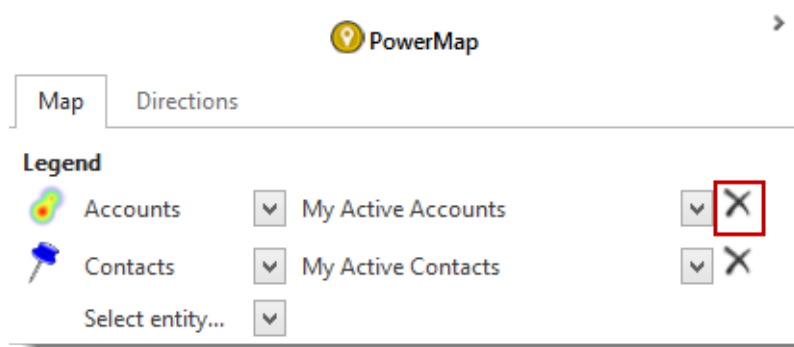 PowerMap
Map Directions
Legend
Accounts My Active Accounts
Contacts My Active Contacts
Select entity...